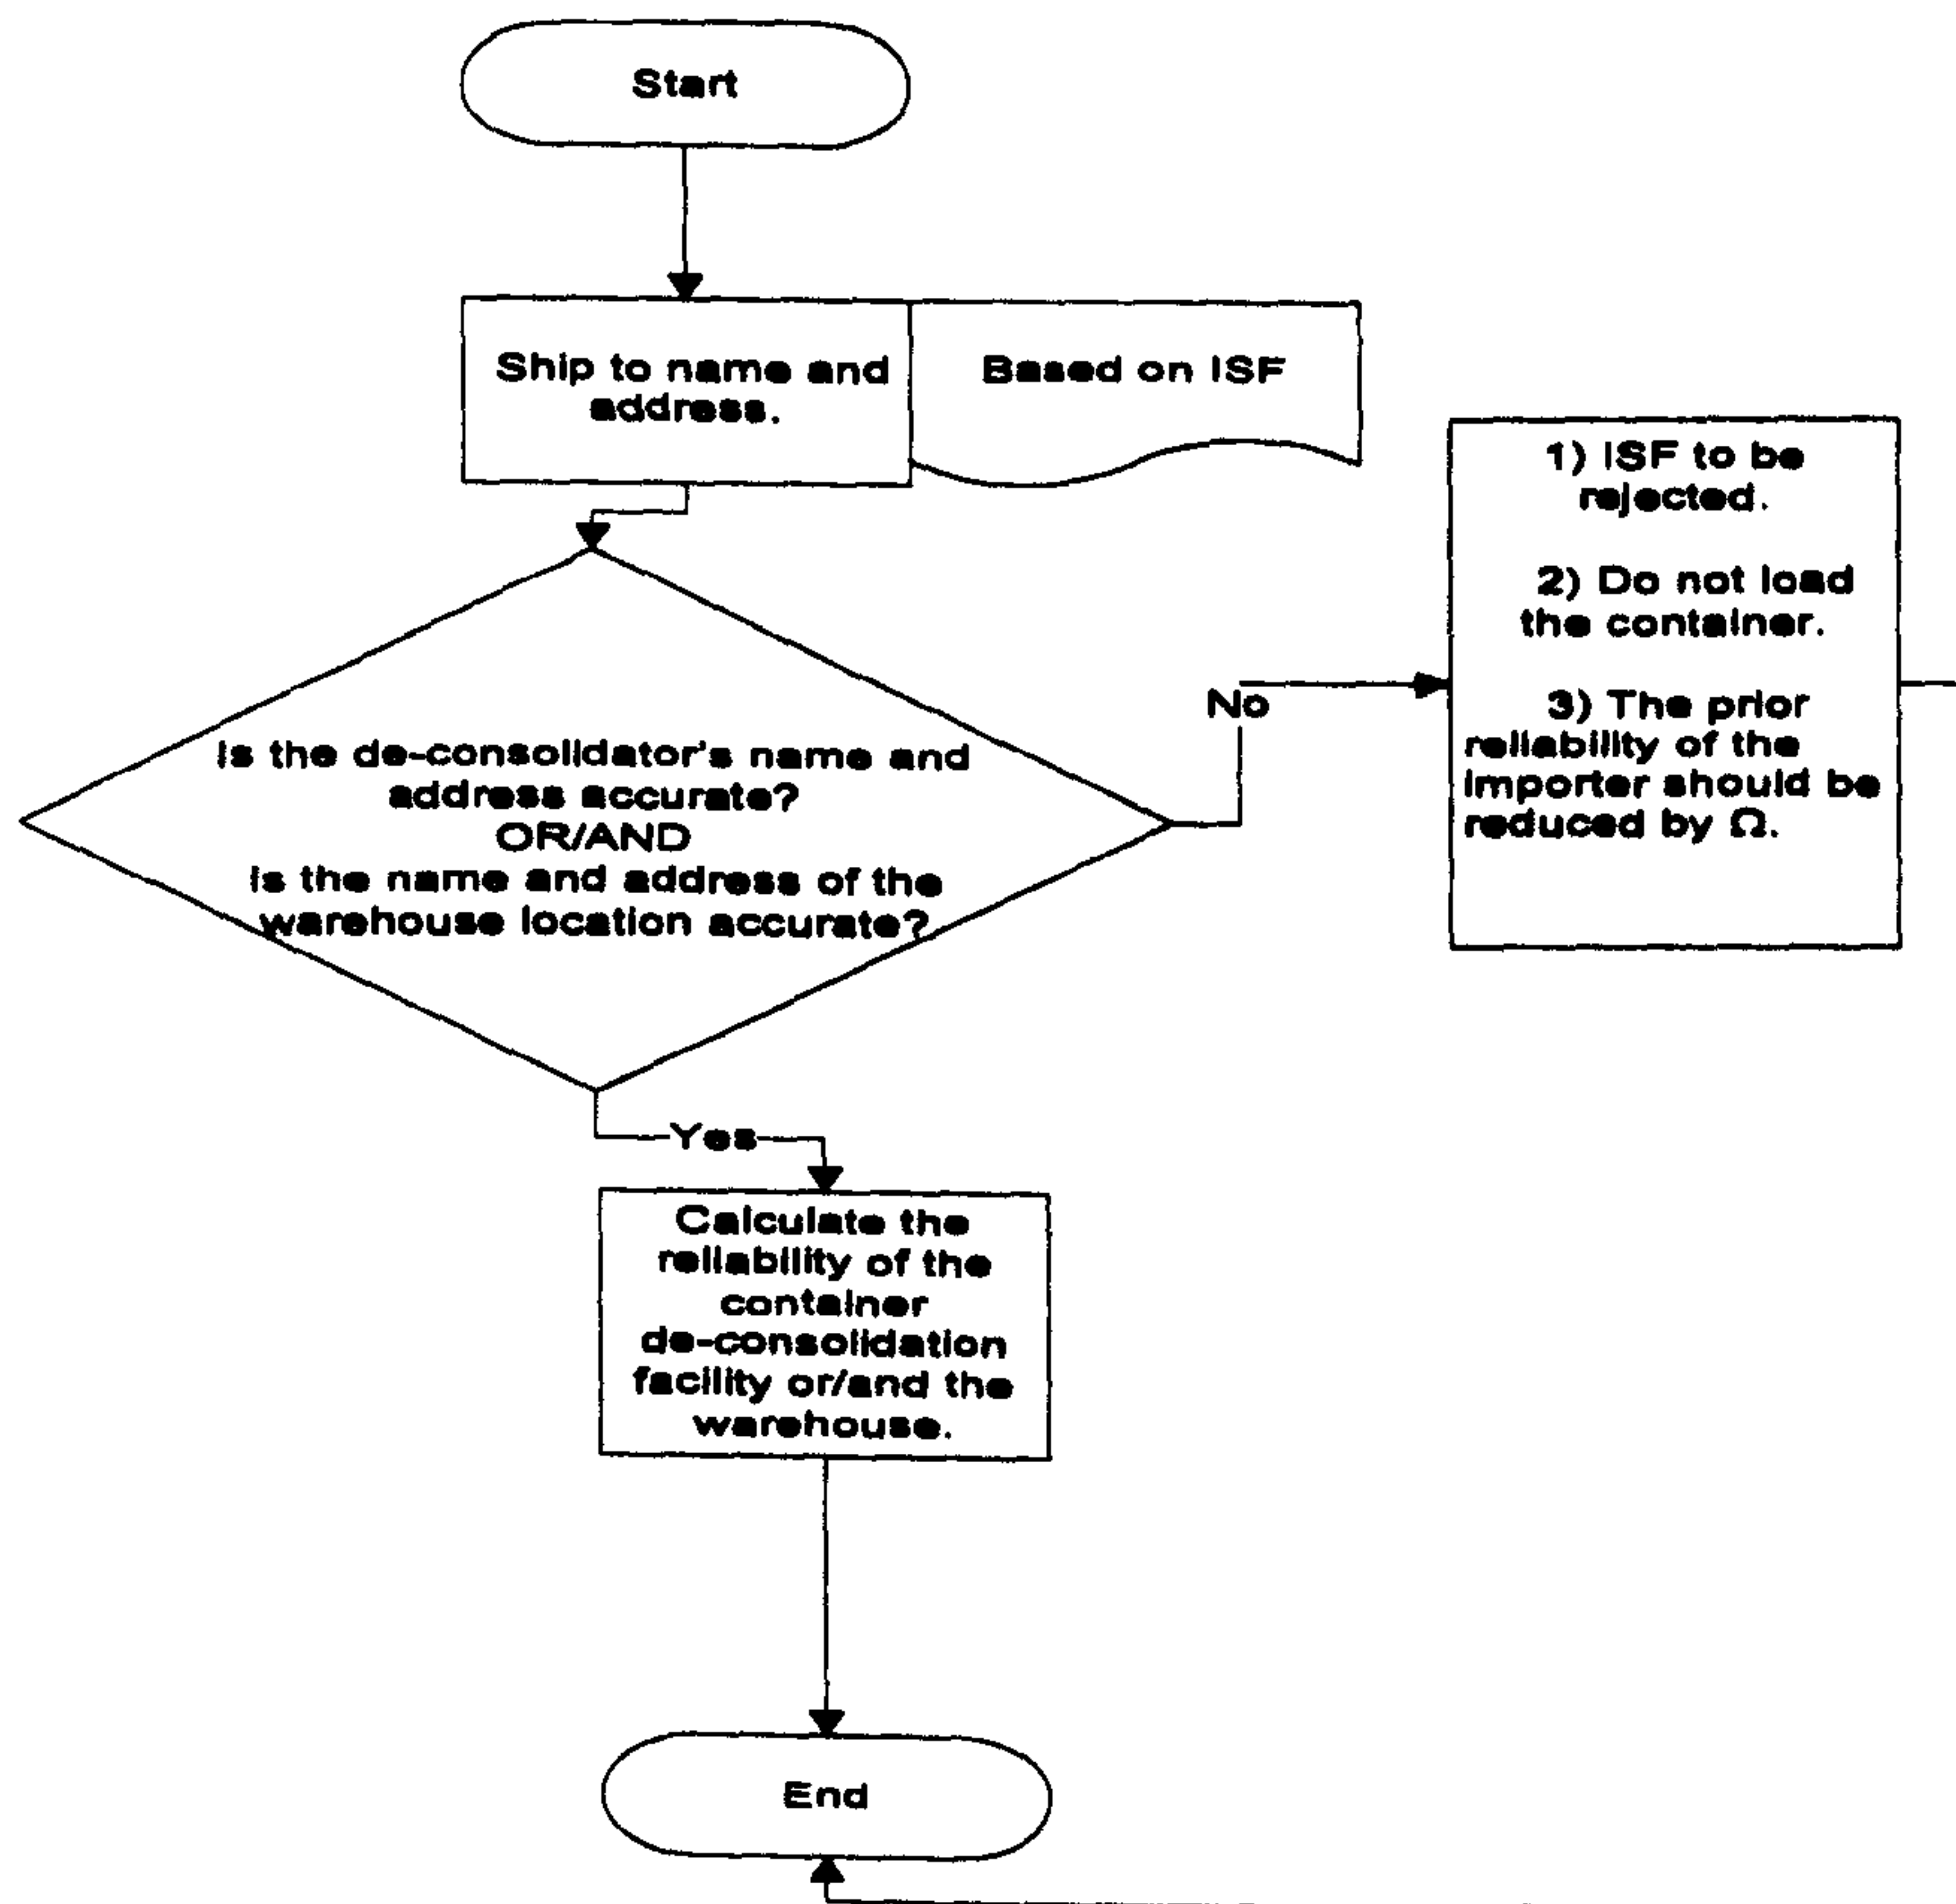 Start
Ship to name and
address.
Based on ISF
1) ISF to be
rejected.
2) Do not load
the container.
3) The prior
reliability of the
importer should be
reduced by Ω.
No
Is the de-consolidator's name and
address accurate?
OR/AND
Is the name and address of the
warehouse location accurate?
Yes
Calculate the
reliability of the
container
de-consolidation
facility or/and the
warehouse.
End